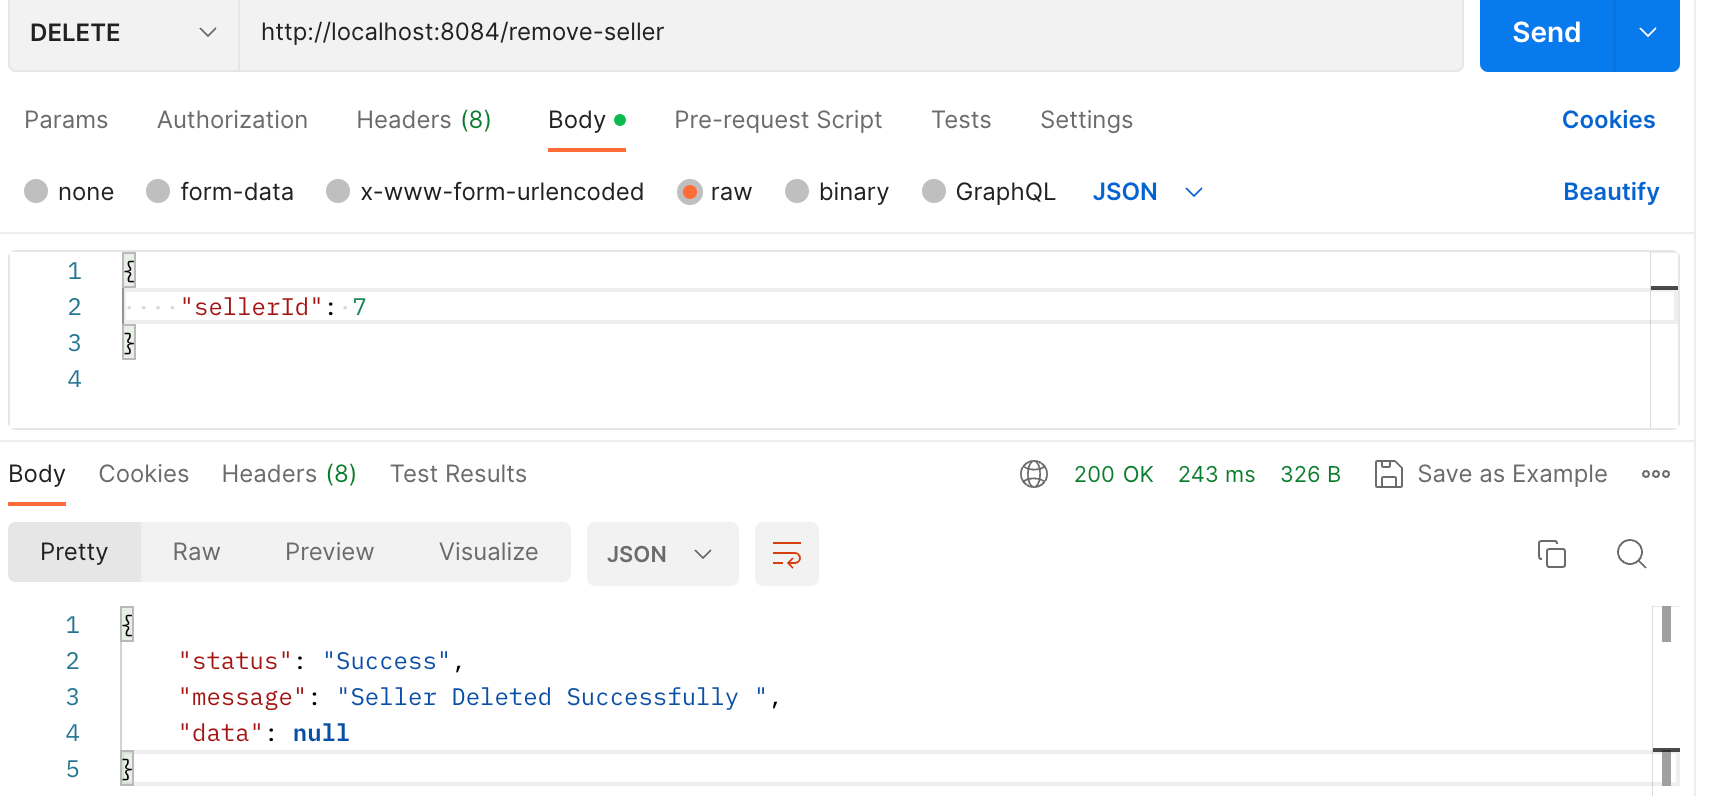 DELETE http://localhost:8084/remove-seller Send
Params Authorization Headers (8) Body Pre-request Script Tests Settings Cookies
none form-data x-www-form-urlencoded raw binary GraphQL JSON Beautify
1 {
2 "sellerId": 7
3 }
4
Body Cookies Headers (8) Test Results 200 OK 243 ms 326 B Save as Example
Pretty Raw Preview Visualize JSON
1 {
2 "status": "Success",
3 "message": "Seller Deleted Successfully ",
4 "data": null
5 }